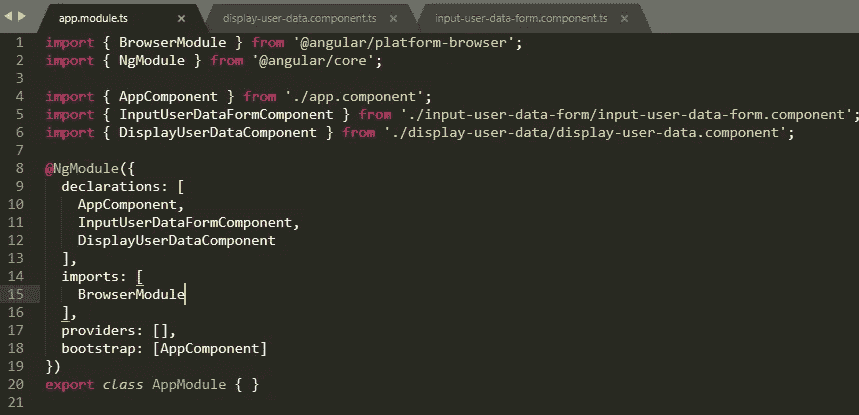 app.module.ts × display-user-data.component.ts × input-user-data-form.component.ts ×
1 import { BrowserModule } from '@angular/platform-browser';
2 import { NgModule } from '@angular/core';
3
4 import { AppComponent } from './app.component';
5 import { InputUserDataFormComponent } from './input-user-data-form/input-user-data-form.component';
6 import { DisplayUserDataComponent } from './display-user-data/display-user-data.component';
7
8 @NgModule({
9   declarations: [
10     AppComponent,
11     InputUserDataFormComponent,
12     DisplayUserDataComponent
13   ],
14   imports: [
15     BrowserModule
16   ],
17   providers: [],
18   bootstrap: [AppComponent]
19 })
20 export class AppModule { }
21